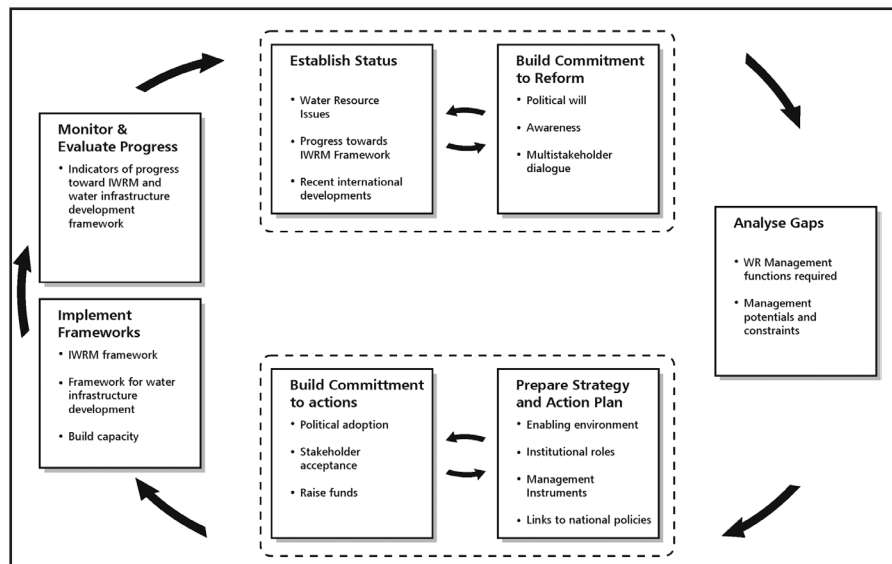 Establish Status
• Water Resource
Issues
• Progress towards
IWRM Framework
• Recent international
developments
Build Commitment
to Reform
• Political will
• Awareness
• Multistakeholder
dialogue
Analyse Gaps
• WR Management
functions required
• Management
potentials and
constraints
Prepare Strategy
and Action Plan
• Enabling environment
• Institutional roles
• Management
Instruments
• Links to national policies
Build Committment
to actions
• Political adoption
• Stakeholder
acceptance
• Raise funds
Implement
Frameworks
• IWRM framework
• Framework for water
infrastructure
development
• Build capacity
Monitor &
Evaluate Progress
• Indicators of progress
toward IWRM and
water infrastructure
development
framework